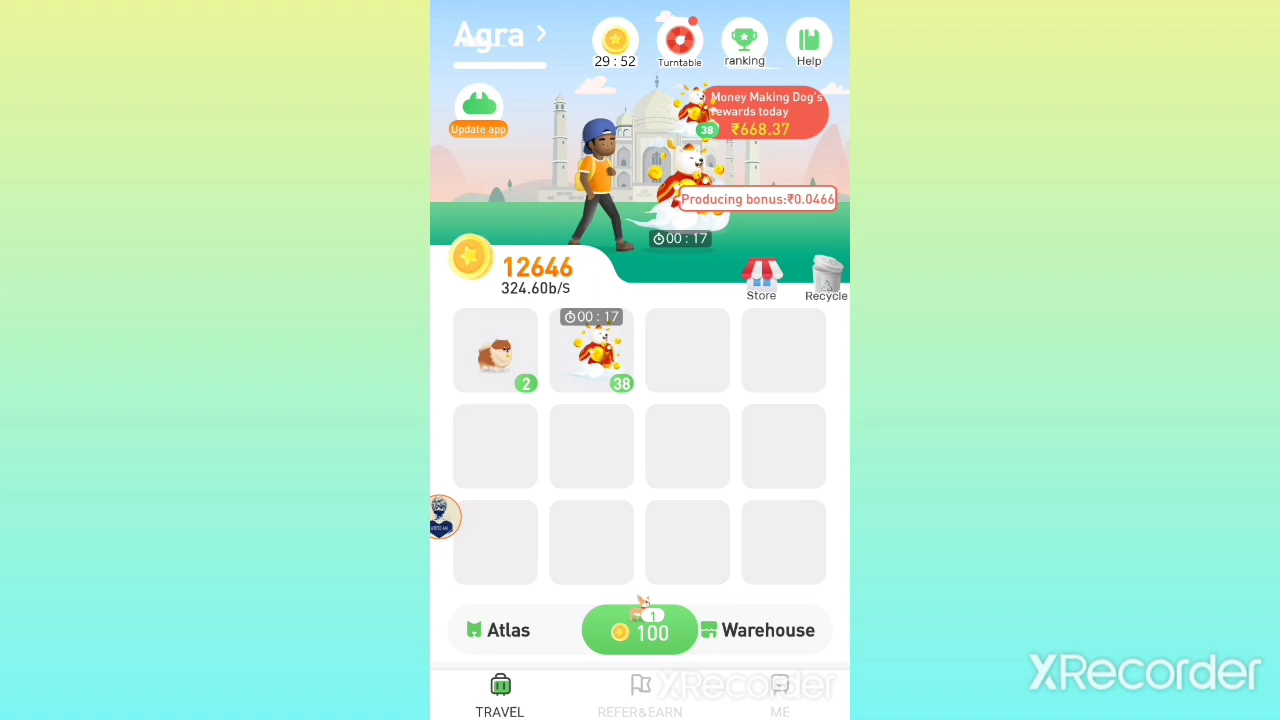 Agra >
29 : 52
Turntable
ranking
Help
Update app
Money Making Dog's
rewards today
38
₹668.37
Producing bonus:₹0.0466
00 : 17
12646
324.60b/S
Store
Recycle
00 : 17
2
38
Atlas
1
100
Warehouse
TRAVEL
REFER&EARN
ME
XRecorder
XRecorder